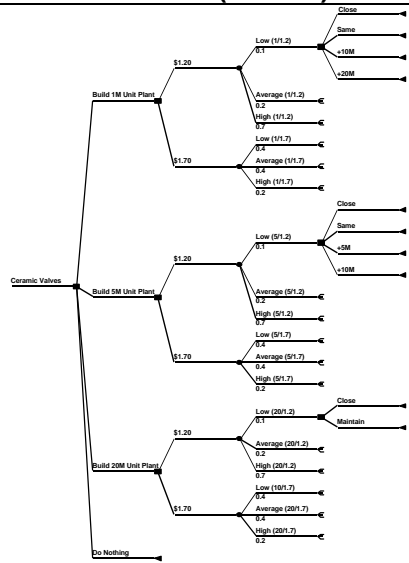 Close
Same
+10M
+20M
Low (1/1.2)
0.1
$1.20
Average (1/1.2)
0.2
High (1/1.2)
0.7
Build 1M Unit Plant
Low (1/1.7)
0.4
$1.70
Average (1/1.7)
0.4
High (1/1.7)
0.2
Close
Same
+5M
+10M
Low (5/1.2)
0.1
$1.20
Average (5/1.2)
0.2
High (5/1.2)
0.7
Ceramic Valves
Build 5M Unit Plant
Low (5/1.7)
0.4
$1.70
Average (5/1.7)
0.4
High (5/1.7)
0.2
Close
Maintain
Low (20/1.2)
0.1
$1.20
Average (20/1.2)
0.2
High (20/1.2)
0.7
Build 20M Unit Plant
Low (10/1.7)
0.4
$1.70
Average (20/1.7)
0.4
High (20/1.7)
0.2
Do Nothing